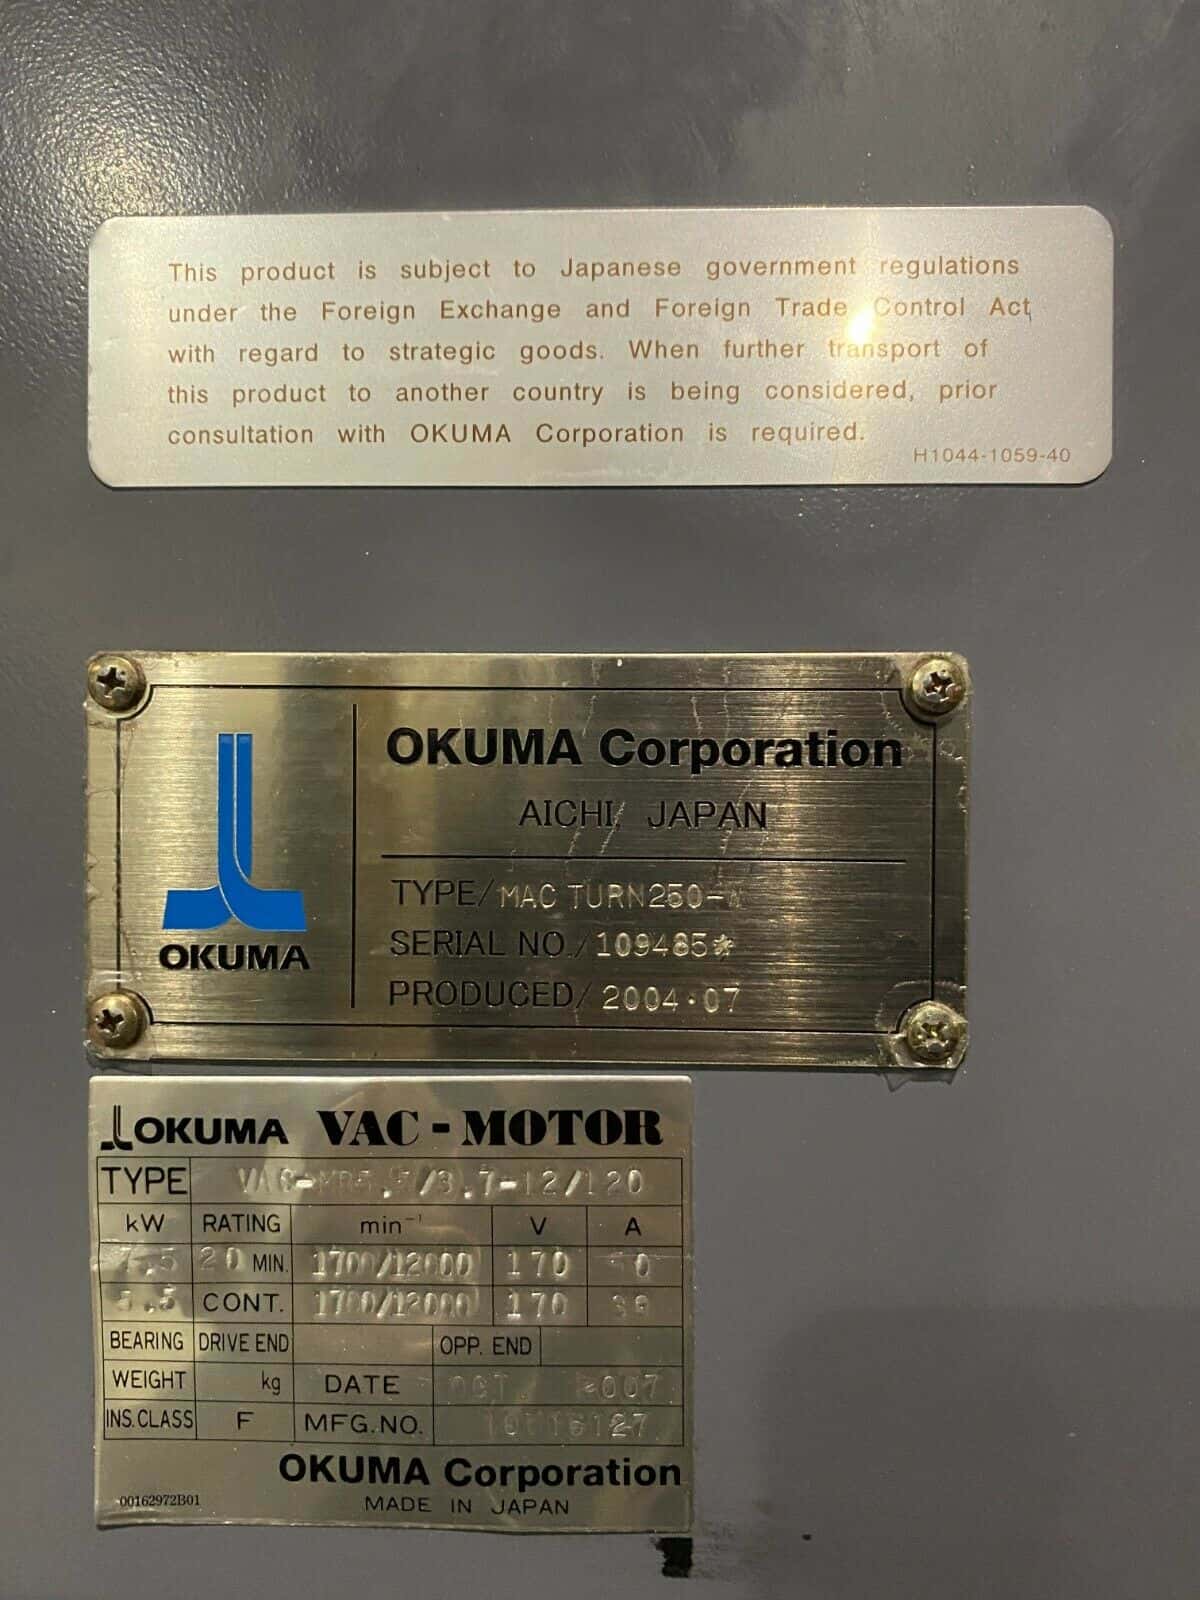 This product is subject to Japanese government regulations
under the Foreign Exchange and Foreign Trade Control Act
with regard to strategic goods. When further transport of
this product to another country is being considered, prior
consultation with OKUMA Corporation is required.
H1044-1059-40
OKUMA
OKUMA Corporation
AICHI, JAPAN
TYPE/MAC TURN250-W
SERIAL NO./109485*
PRODUCED/2004·07
OKUMA VAC-MOTOR
TYPE
kW RATING min⁻¹ V A
20 MIN. 1700/12000 170
5.5 CONT. 1700/12000 170
BEARING DRIVE END OPP. END
WEIGHT kg DATE OCT 2007
INS.CLASS F MFG.NO.
OKUMA Corporation
00162972B01 MADE IN JAPAN